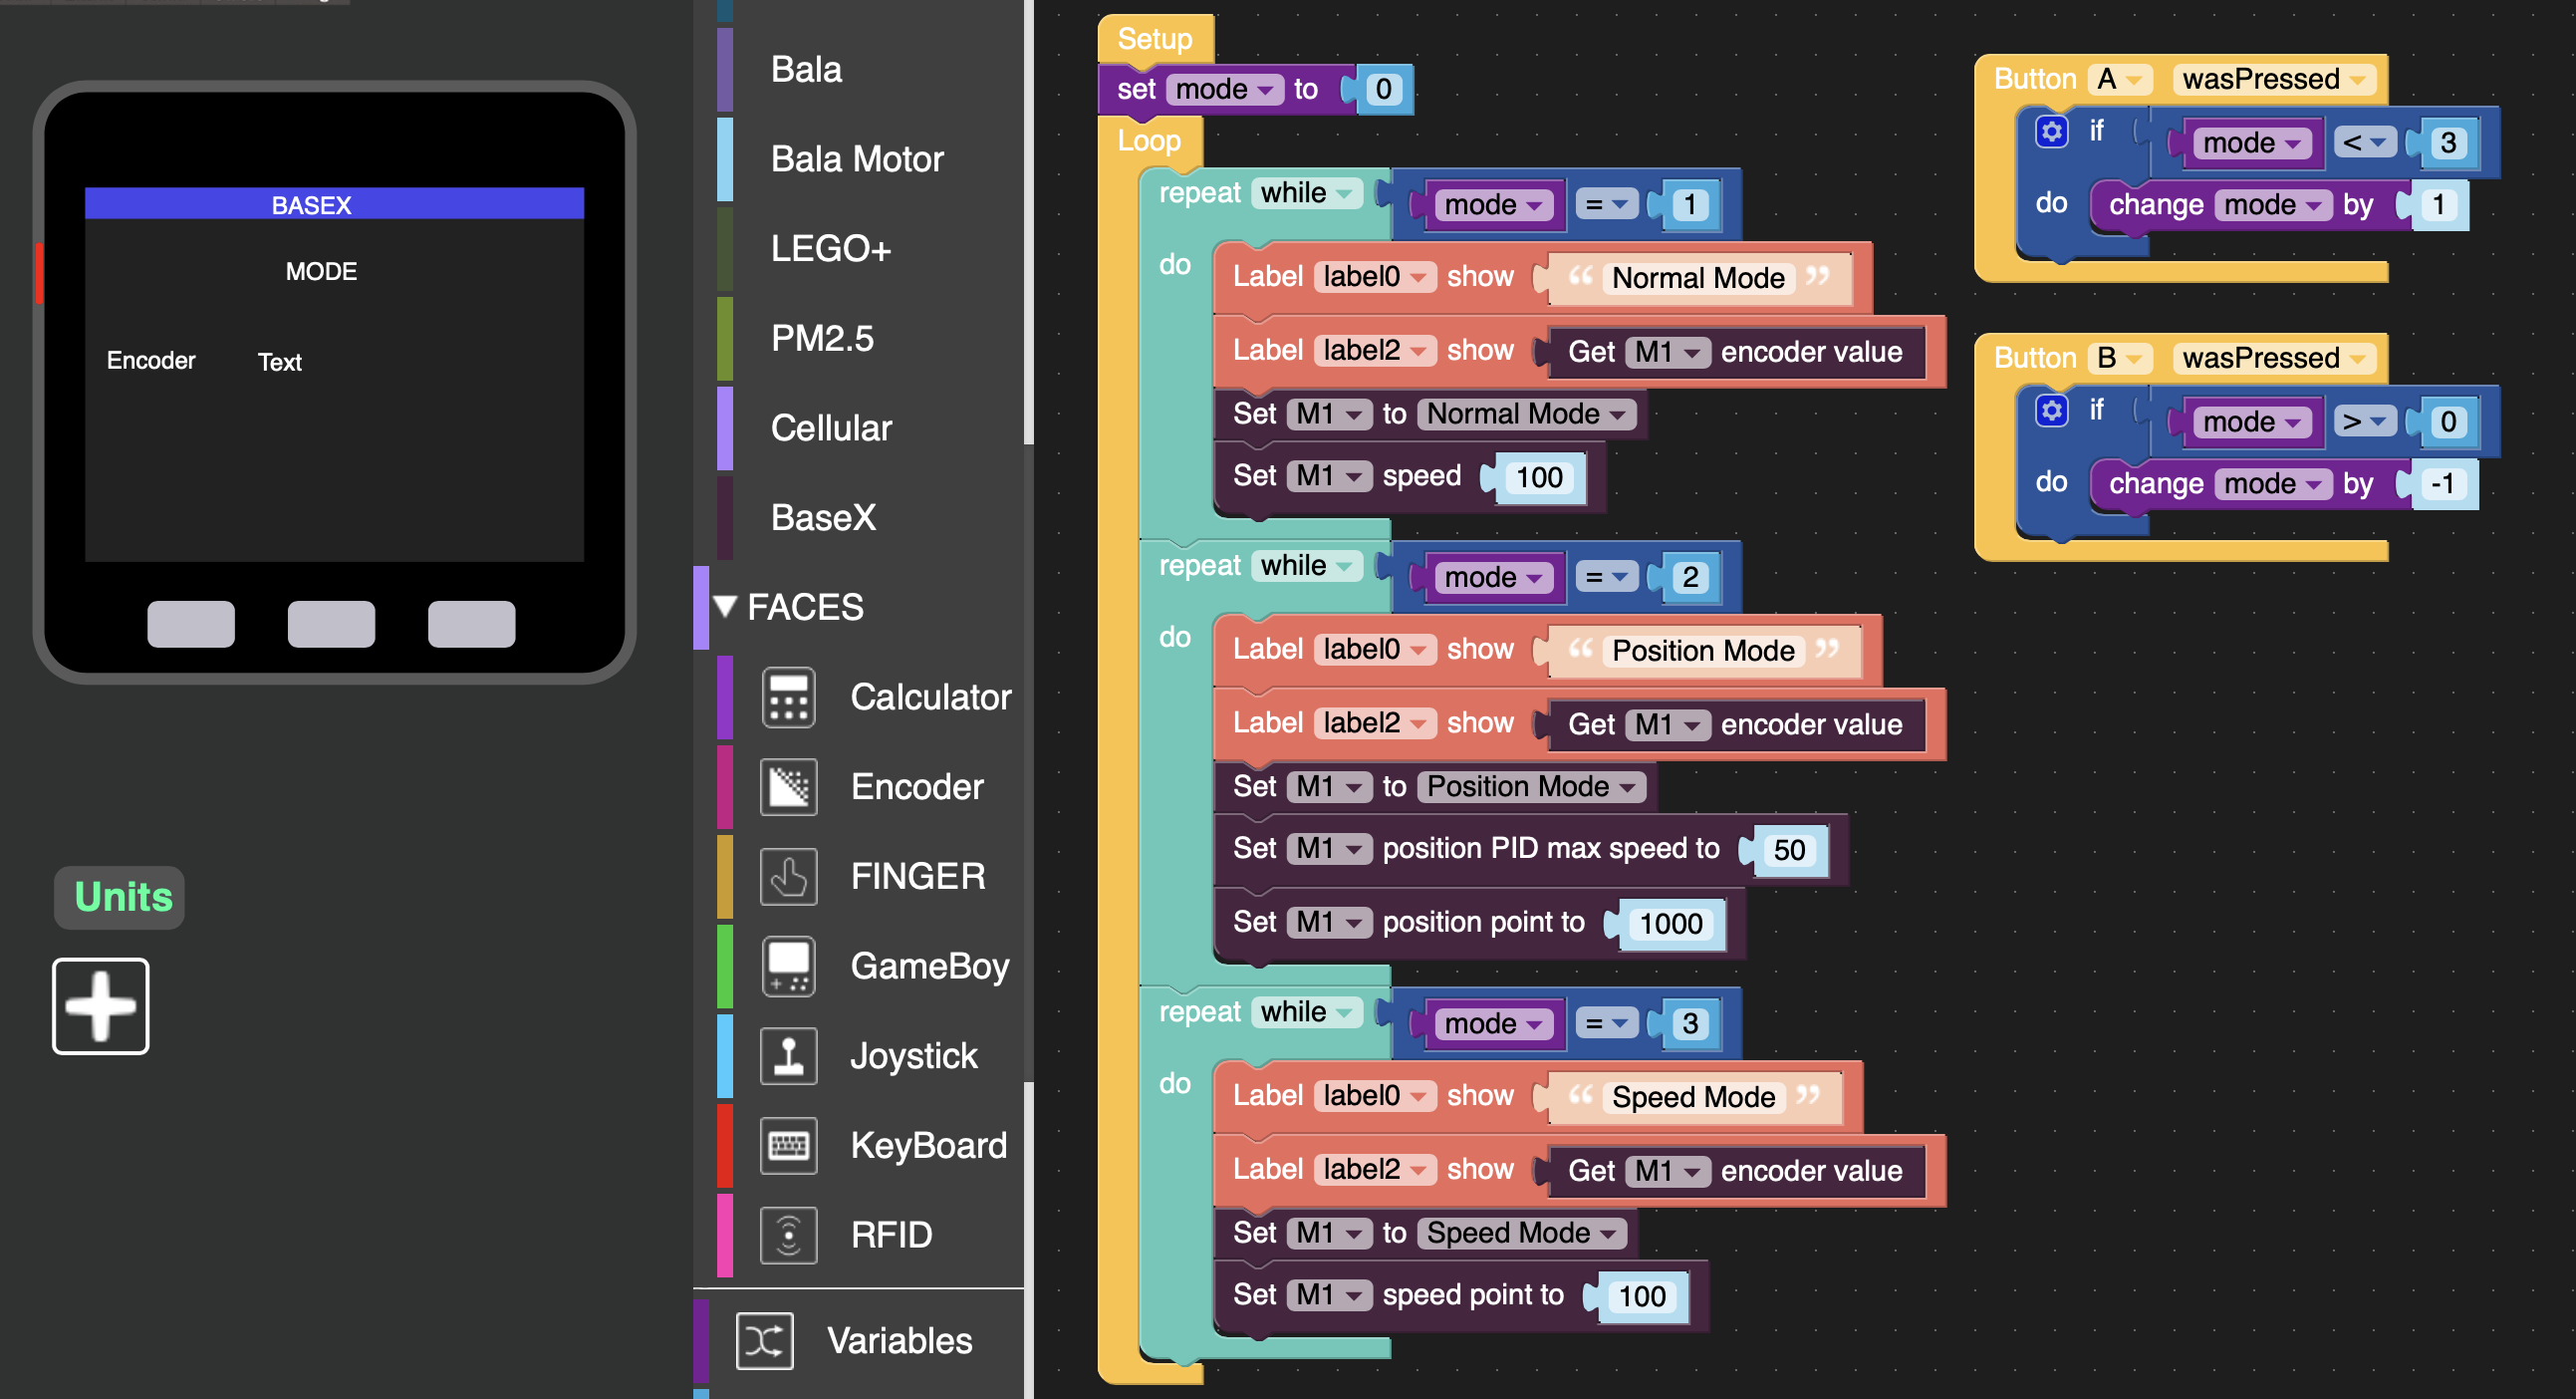 BASEX
MODE
Encoder Text
Units
Bala
Bala Motor
LEGO+
PM2.5
Cellular
BaseX
FACES
Calculator
Encoder
FINGER
GameBoy
Joystick
KeyBoard
RFID
Variables
Setup
set mode to 0
Loop
repeat while mode = 1
do Label label0 show “ Normal Mode ”
Label label2 show Get M1 encoder value
Set M1 to Normal Mode
Set M1 speed 100
repeat while mode = 2
do Label label0 show “ Position Mode ”
Label label2 show Get M1 encoder value
Set M1 to Position Mode
Set M1 position PID max speed to 50
Set M1 position point to 1000
repeat while mode = 3
do Label label0 show “ Speed Mode ”
Label label2 show Get M1 encoder value
Set M1 to Speed Mode
Set M1 speed point to 100
Button A wasPressed
if mode < 3
do change mode by 1
Button B wasPressed
if mode > 0
do change mode by -1